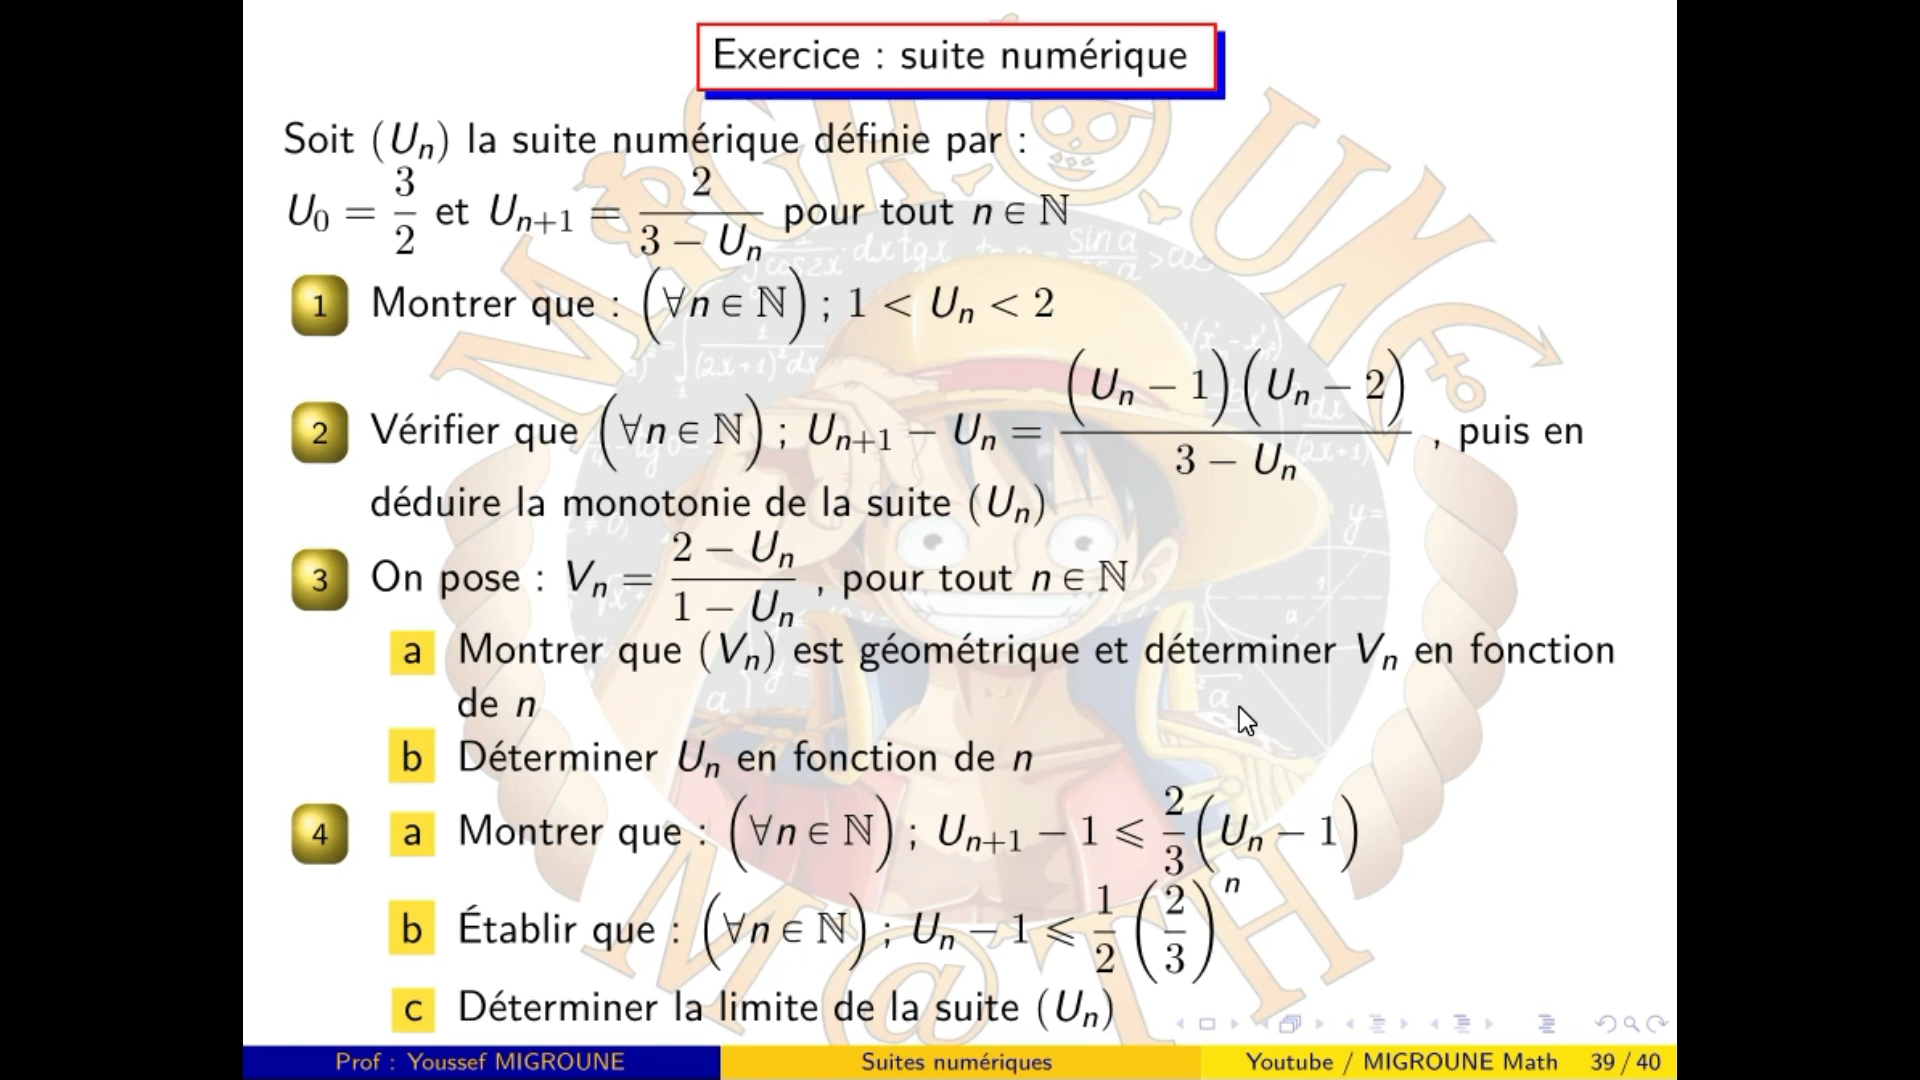 Exercice : suite numérique
Soit (Uₙ) la suite numérique définie par :
U₀ = 3/2 et Uₙ₊₁ = 2/(3 − Uₙ) pour tout n ∈ ℕ
1 Montrer que : (∀n ∈ ℕ) ; 1 < Uₙ < 2
2 Vérifier que (∀n ∈ ℕ) ; Uₙ₊₁ − Uₙ = (Uₙ − 1)(Uₙ − 2)/(3 − Uₙ) , puis en
déduire la monotonie de la suite (Uₙ)
3 On pose : Vₙ = (2 − Uₙ)/(1 − Uₙ) , pour tout n ∈ ℕ
a Montrer que (Vₙ) est géométrique et déterminer Vₙ en fonction
de n
b Déterminer Uₙ en fonction de n
4 a Montrer que : (∀n ∈ ℕ) ; Uₙ₊₁ − 1 ⩽ 2/3 (Uₙ − 1)
b Établir que : (∀n ∈ ℕ) ; Uₙ − 1 ⩽ 1/2 (2/3)ⁿ
c Déterminer la limite de la suite (Uₙ)
Prof : Youssef MIGROUNE Suites numériques Youtube / MIGROUNE Math 39 / 40
MIGROUNE
M@TH